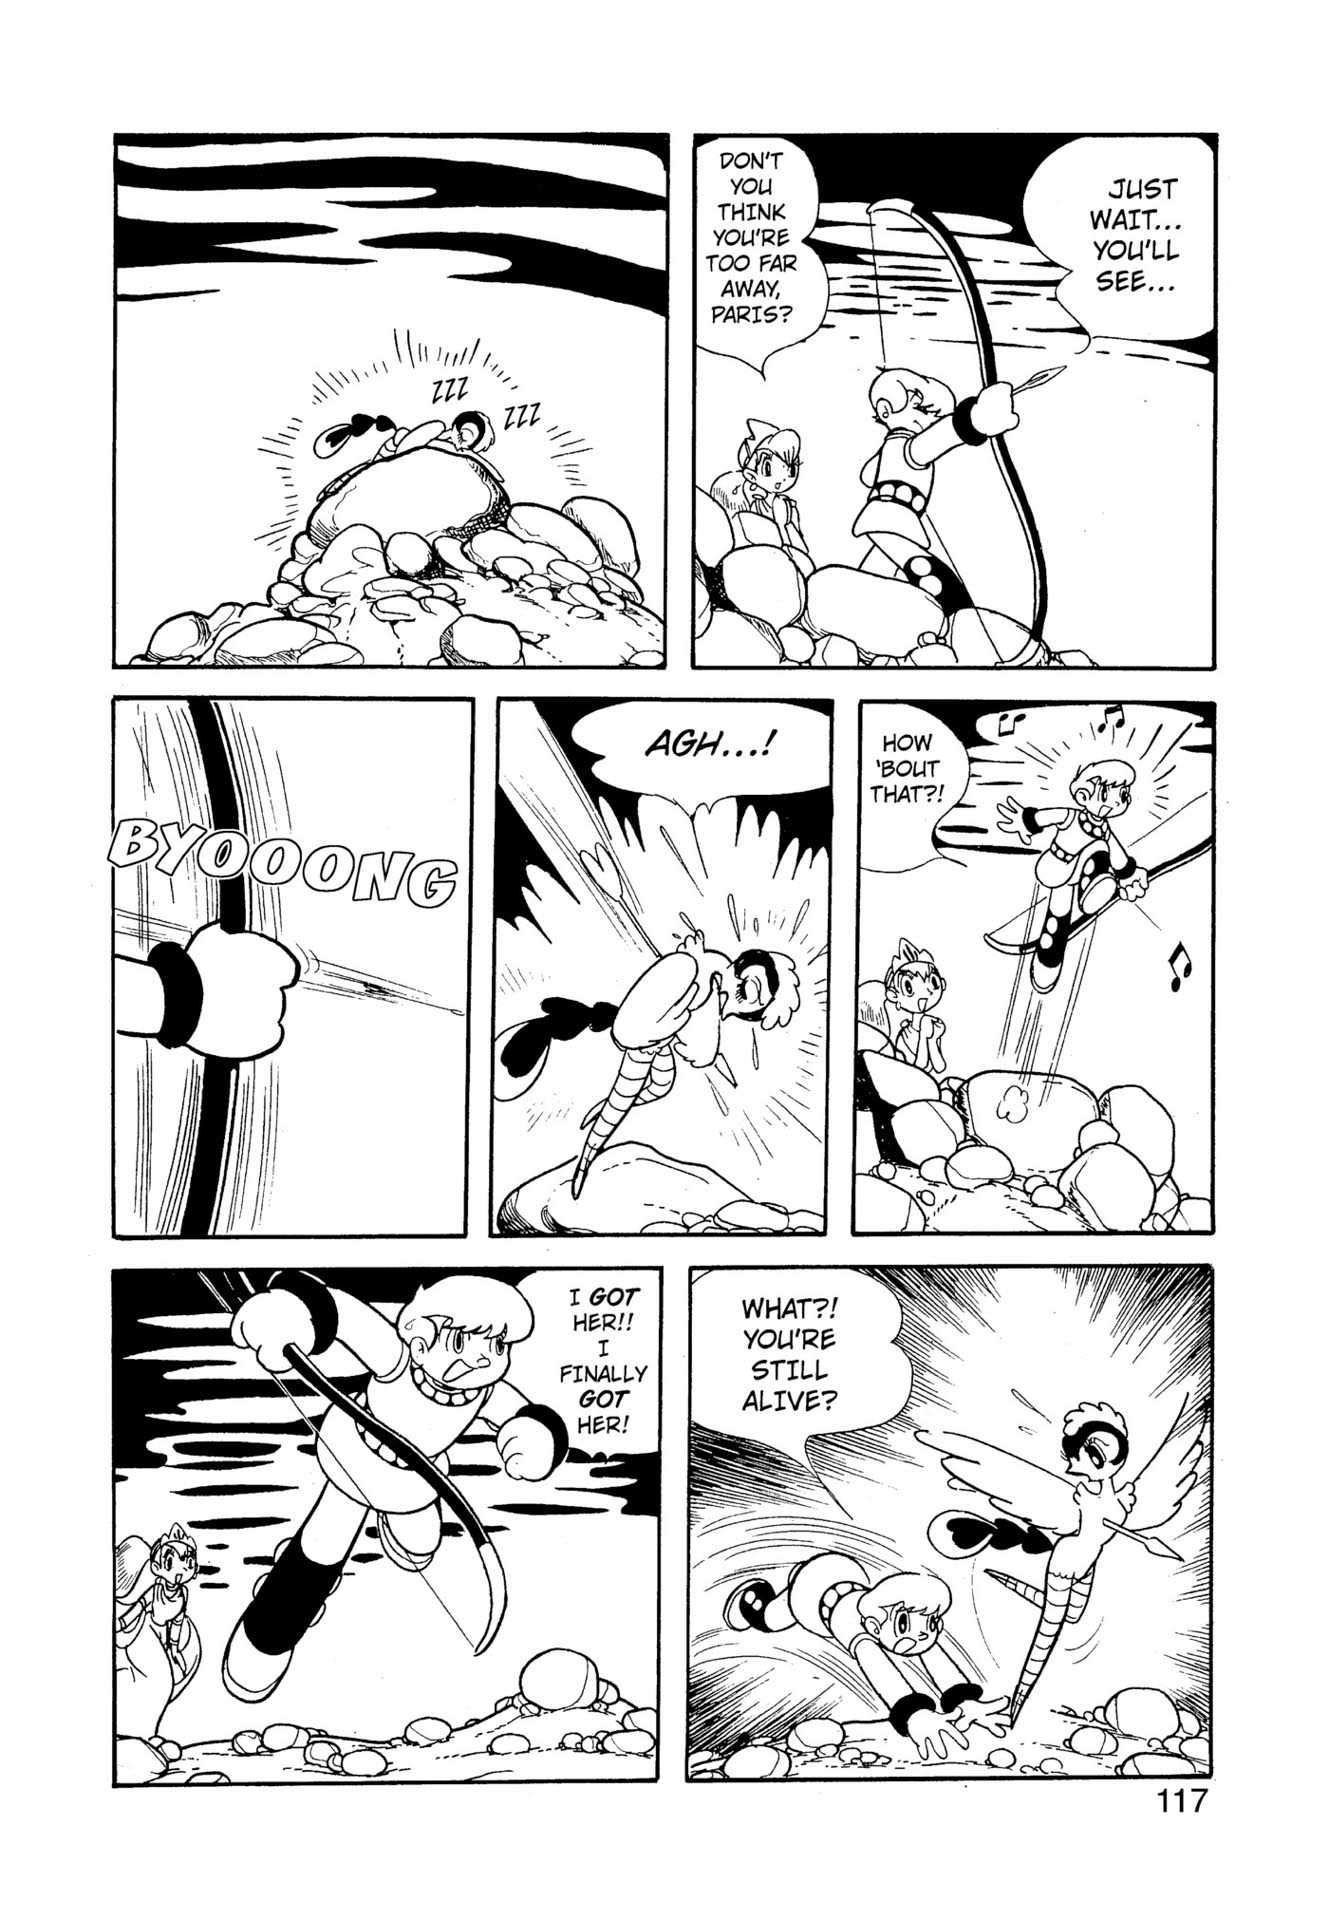 ZZZ
ZZZ
DON'T
YOU
THINK
YOU'RE
TOO FAR
AWAY,
PARIS?
JUST
WAIT...
YOU'LL
SEE...
BYOOONG
AGH...!
HOW
'BOUT
THAT?!
I GOT
HER!!
I
FINALLY
GOT
HER!
WHAT?!
YOU'RE
STILL
ALIVE?
117